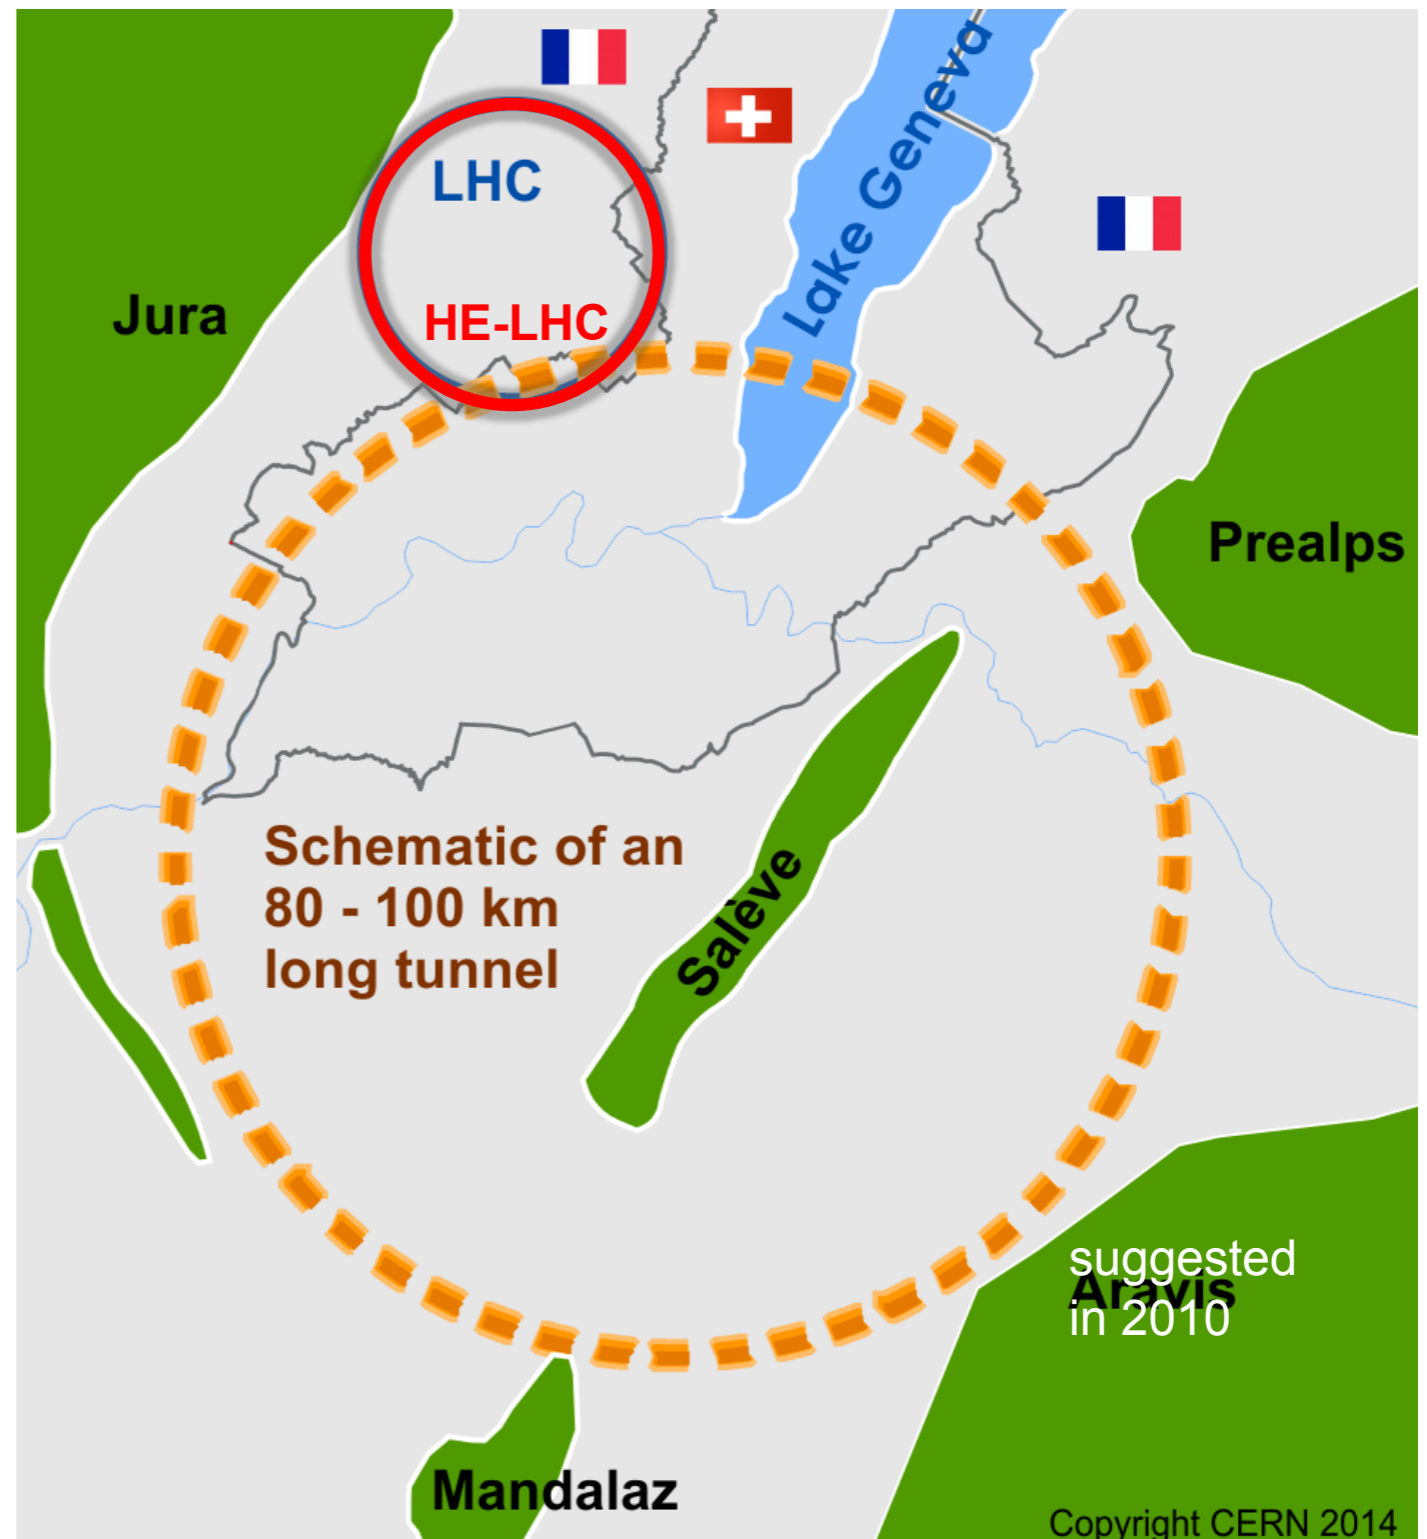 LHC
Lake Geneva
HE-LHC
Jura
Prealps
Schematic of an
80 - 100 km
long tunnel
Salève
suggested
Aravis
in 2010
Mandalaz
Copyright CERN 2014